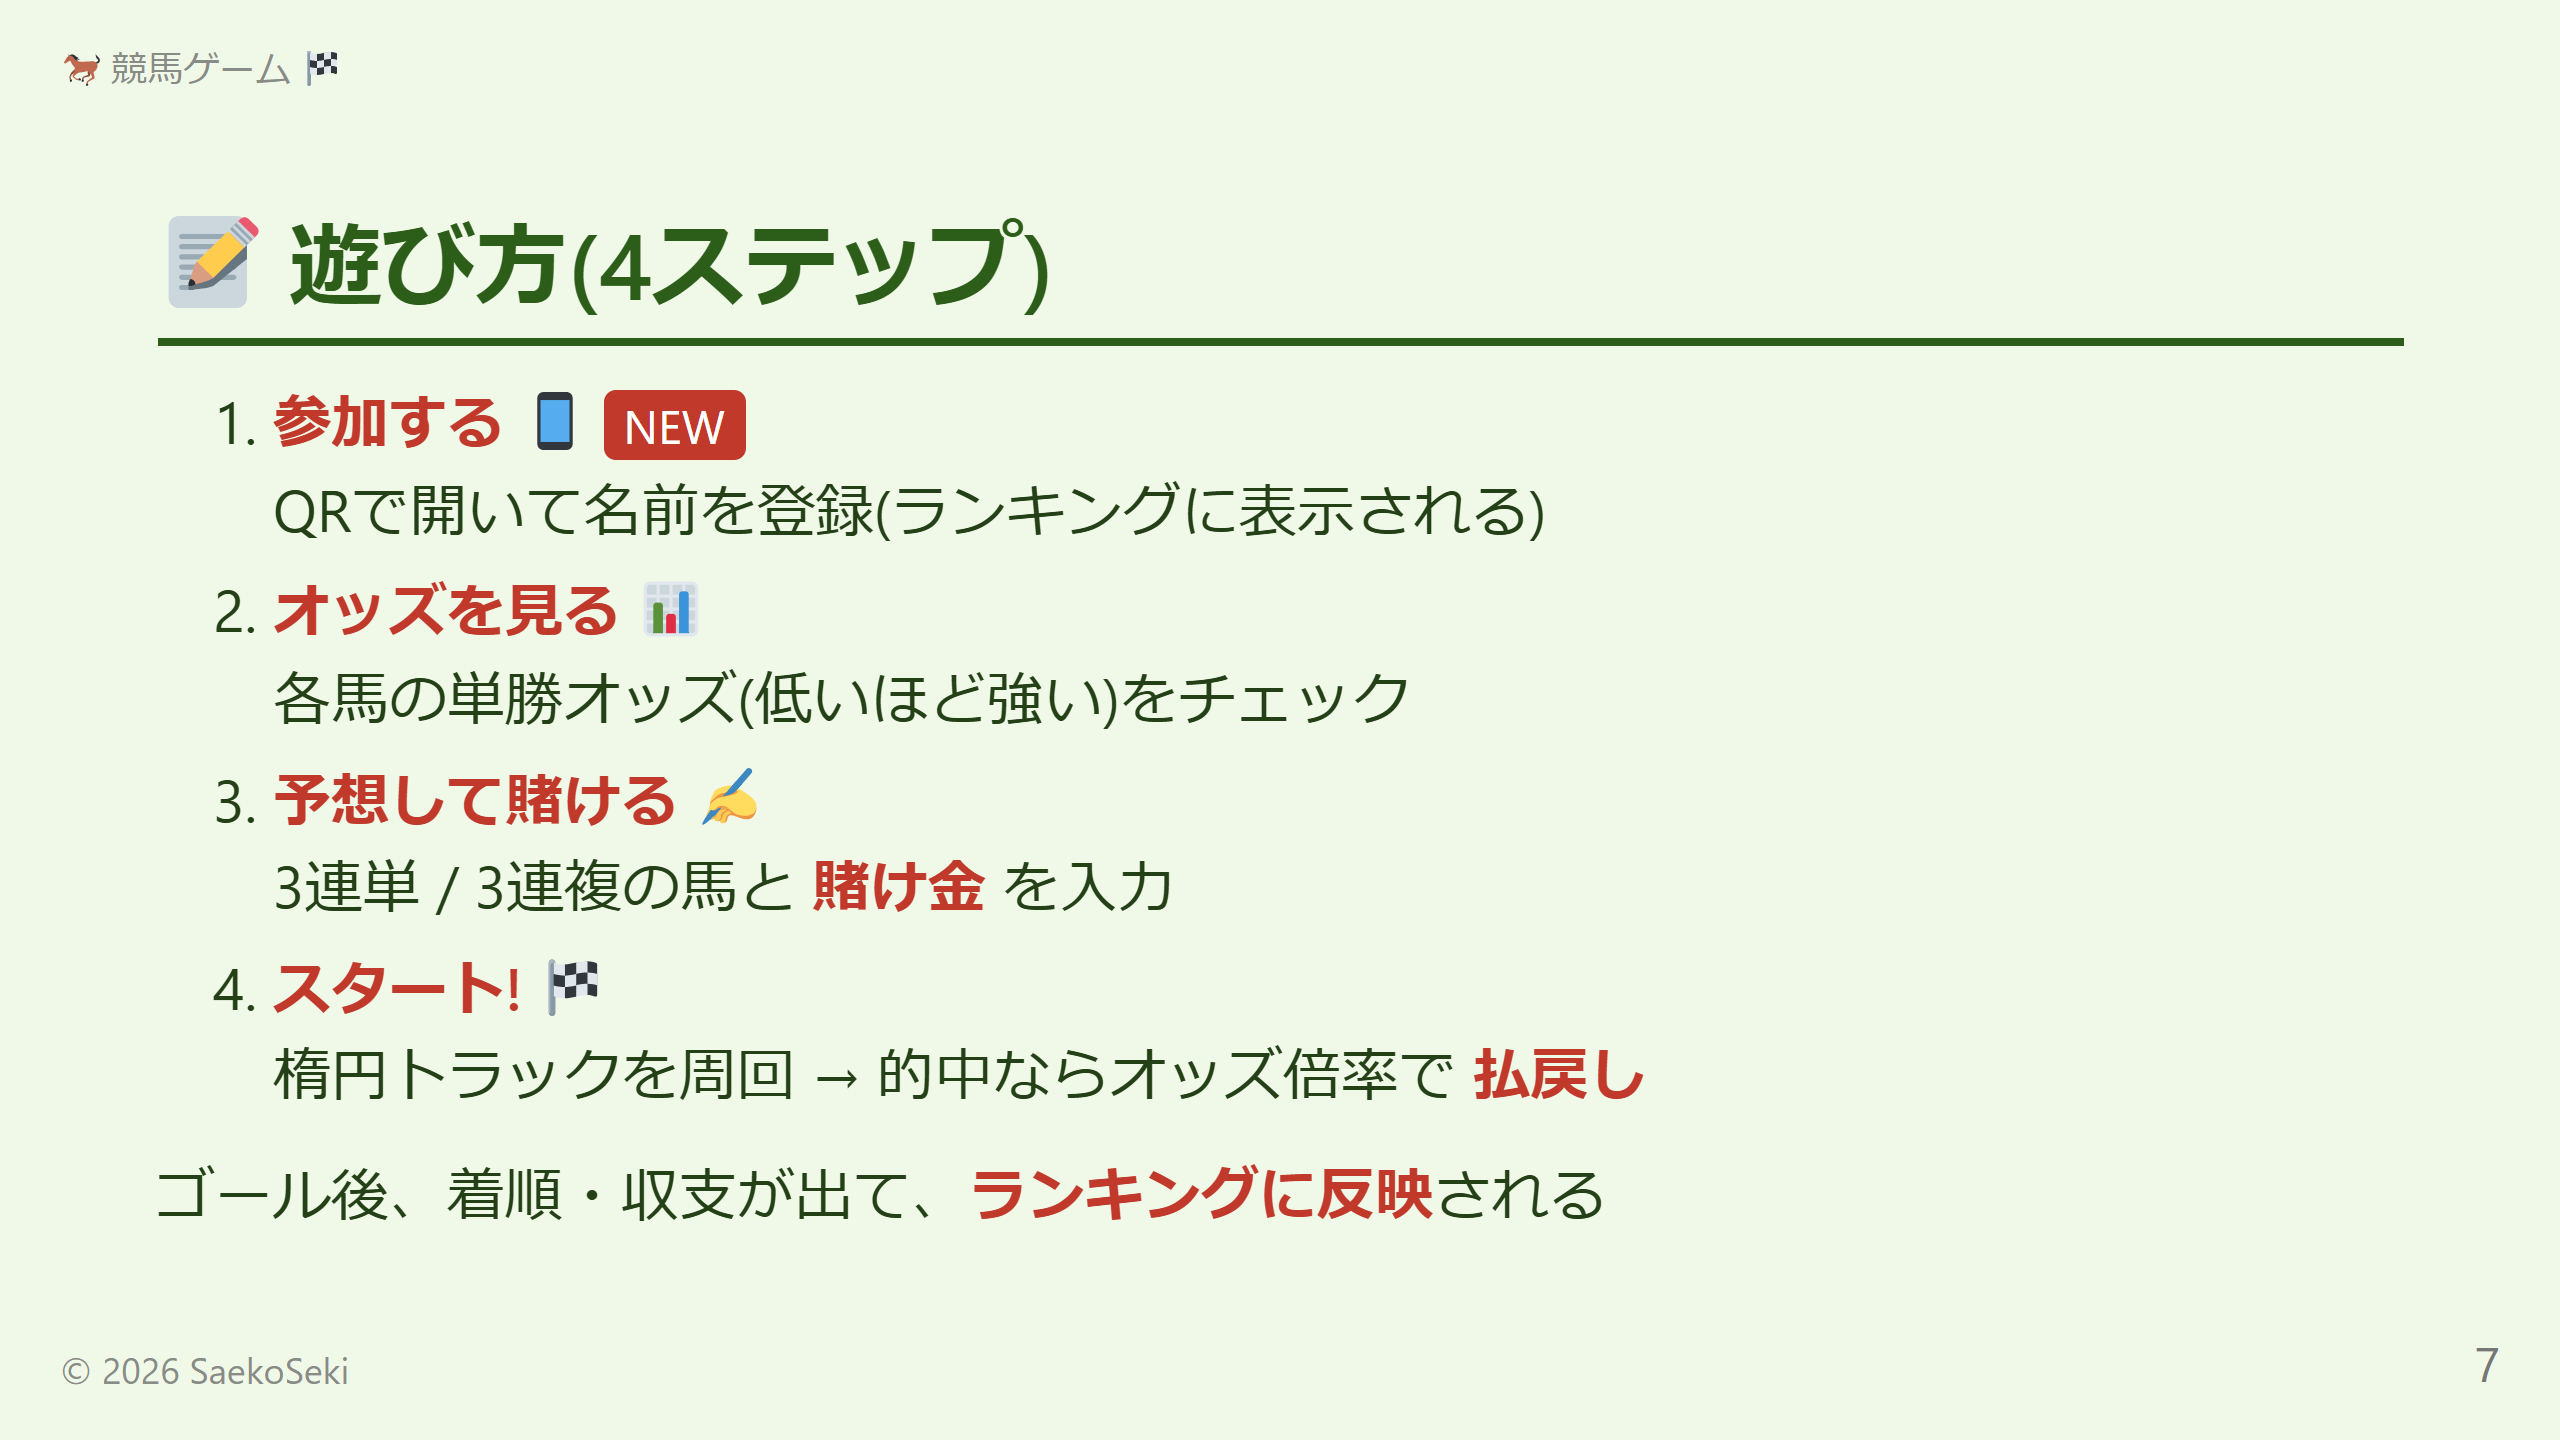 🐎 競馬ゲーム 🏁
📝 遊び方(4ステップ)
1. 参加する 📱 NEW
QRで開いて名前を登録(ランキングに表示される)
2. オッズを見る 📊
各馬の単勝オッズ(低いほど強い)をチェック
3. 予想して賭ける ✍️
3連単 / 3連複の馬と 賭け金 を入力
4. スタート! 🏁
楕円トラックを周回 → 的中ならオッズ倍率で 払戻し
ゴール後、着順・収支が出て、ランキングに反映される
© 2026 SaekoSeki
7